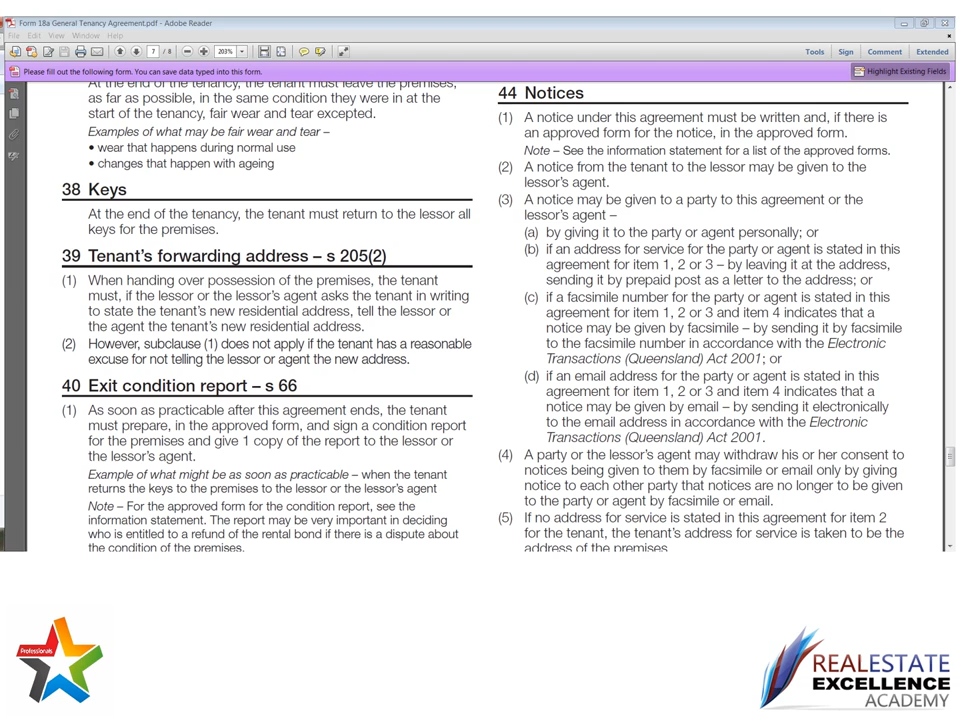 Form 18a General Tenancy Agreement.pdf - Adobe Reader
File Edit View Window Help
7 / 8 203% Tools Sign Comment Extended
Please fill out the following form. You can save data typed into this form. Highlight Existing Fields
At the end of the tenancy, the tenant must leave the premises,
as far as possible, in the same condition they were in at the
start of the tenancy, fair wear and tear excepted.
Examples of what may be fair wear and tear –
• wear that happens during normal use
• changes that happen with ageing
38 Keys
At the end of the tenancy, the tenant must return to the lessor all
keys for the premises.
39 Tenant's forwarding address – s 205(2)
(1) When handing over possession of the premises, the tenant
must, if the lessor or the lessor's agent asks the tenant in writing
to state the tenant's new residential address, tell the lessor or
the agent the tenant's new residential address.
(2) However, subclause (1) does not apply if the tenant has a reasonable
excuse for not telling the lessor or agent the new address.
40 Exit condition report – s 66
(1) As soon as practicable after this agreement ends, the tenant
must prepare, in the approved form, and sign a condition report
for the premises and give 1 copy of the report to the lessor or
the lessor's agent.
Example of what might be as soon as practicable – when the tenant
returns the keys to the premises to the lessor or the lessor's agent
Note – For the approved form for the condition report, see the
information statement. The report may be very important in deciding
who is entitled to a refund of the rental bond if there is a dispute about
the condition of the premises.
44 Notices
(1) A notice under this agreement must be written and, if there is
an approved form for the notice, in the approved form.
Note – See the information statement for a list of the approved forms.
(2) A notice from the tenant to the lessor may be given to the
lessor's agent.
(3) A notice may be given to a party to this agreement or the
lessor's agent –
(a) by giving it to the party or agent personally; or
(b) if an address for service for the party or agent is stated in this
agreement for item 1, 2 or 3 – by leaving it at the address,
sending it by prepaid post as a letter to the address; or
(c) if a facsimile number for the party or agent is stated in this
agreement for item 1, 2 or 3 and item 4 indicates that a
notice may be given by facsimile – by sending it by facsimile
to the facsimile number in accordance with the Electronic
Transactions (Queensland) Act 2001; or
(d) if an email address for the party or agent is stated in this
agreement for item 1, 2 or 3 and item 4 indicates that a
notice may be given by email – by sending it electronically
to the email address in accordance with the Electronic
Transactions (Queensland) Act 2001.
(4) A party or the lessor's agent may withdraw his or her consent to
notices being given to them by facsimile or email only by giving
notice to each other party that notices are no longer to be given
to the party or agent by facsimile or email.
(5) If no address for service is stated in this agreement for item 2
for the tenant, the tenant's address for service is taken to be the
address of the premises.
Professionals
REALESTATE
EXCELLENCE
ACADEMY